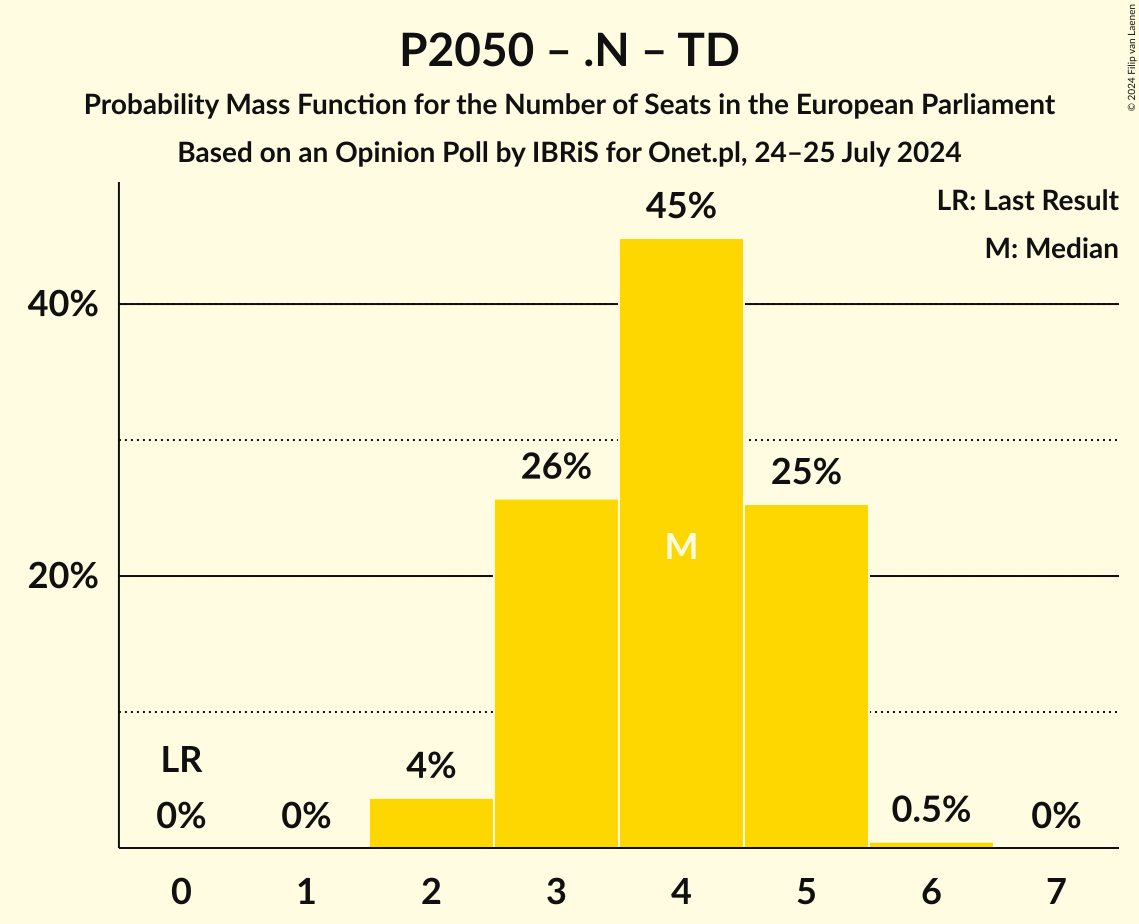 P2050 – .N – TD
Probability Mass Function for the Number of Seats in the European Parliament
Based on an Opinion Poll by IBRiS for Onet.pl, 24–25 July 2024
© 2024 Filip van Laenen
LR: Last Result
M: Median
45%
40%
26%
25%
M
20%
LR
0%
0%
4%
0.5%
0%
0
1
2
3
4
5
6
7